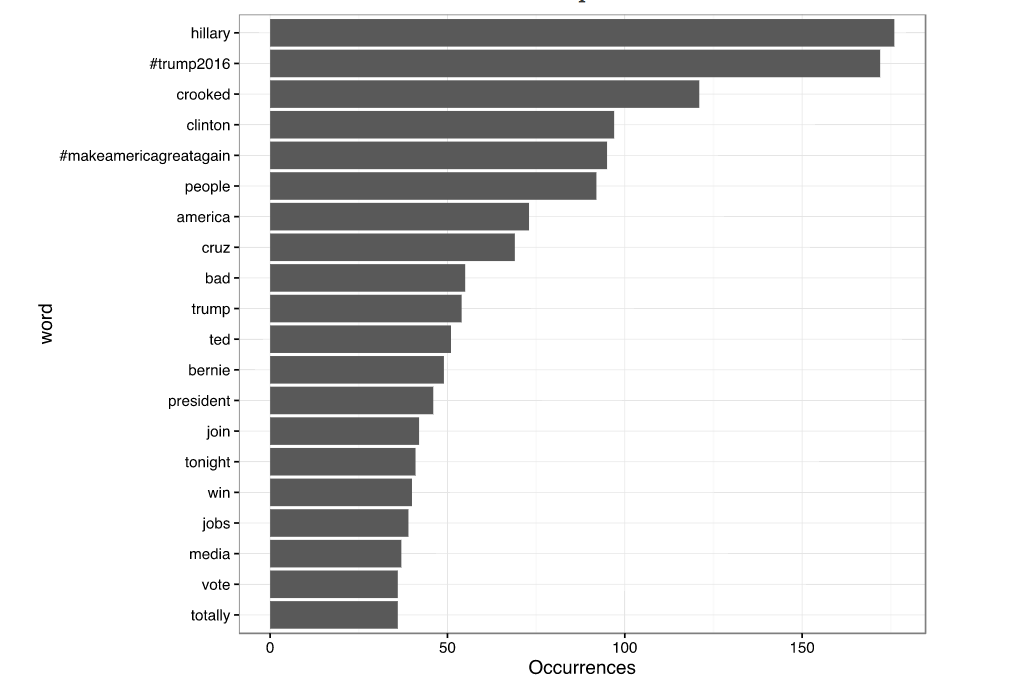 hillary
#trump2016
crooked
clinton
#makeamericagreatagain
people
america
cruz
bad
trump
ted
bernie
president
join
tonight
win
jobs
media
vote
totally
word
0 50 100 150
Occurrences